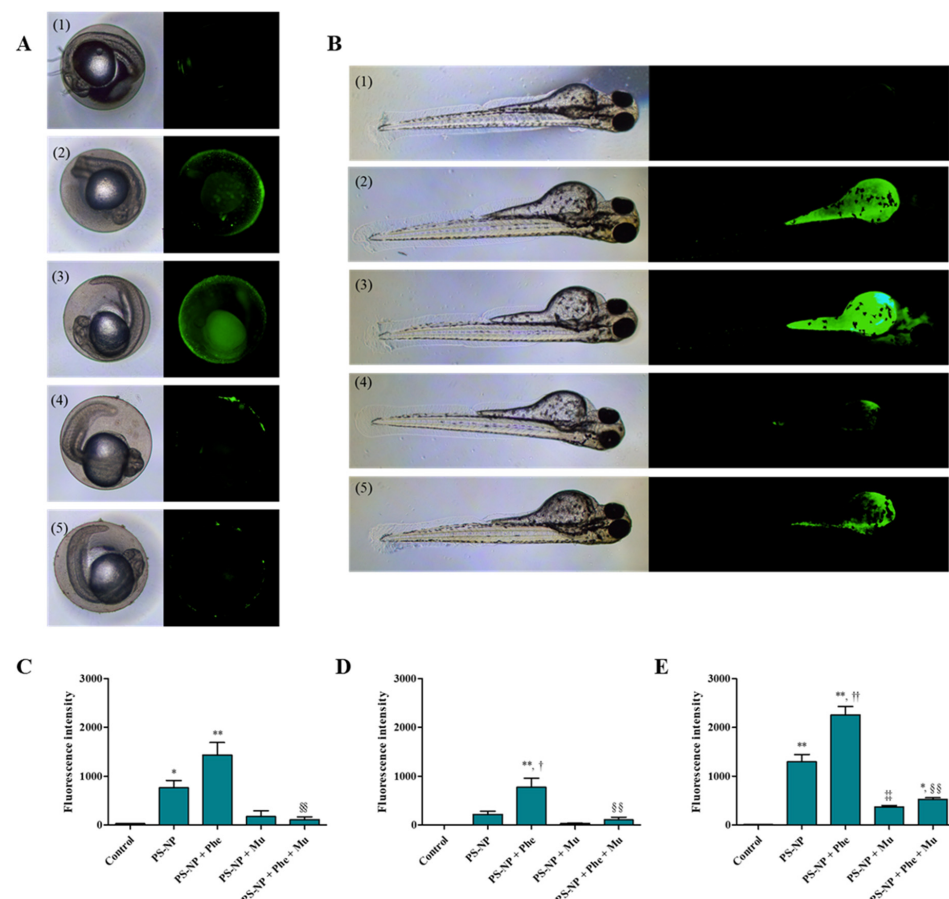 A
(1)
(2)
(3)
(4)
(5)
B
(1)
(2)
(3)
(4)
(5)
C
Fluorescence intensity
3000
2000
1000
0
*
**
§§
Control
PS-NP
PS-NP + Phe
PS-NP + Mu
PS-NP + Phe + Mu
D
Fluorescence intensity
3000
2000
1000
0
**, †
§§
Control
PS-NP
PS-NP + Phe
PS-NP + Mu
PS-NP + Phe + Mu
E
Fluorescence intensity
3000
2000
1000
0
**
**, ††
‡‡
*, §§
Control
PS-NP
PS-NP + Phe
PS-NP + Mu
PS-NP + Phe + Mu